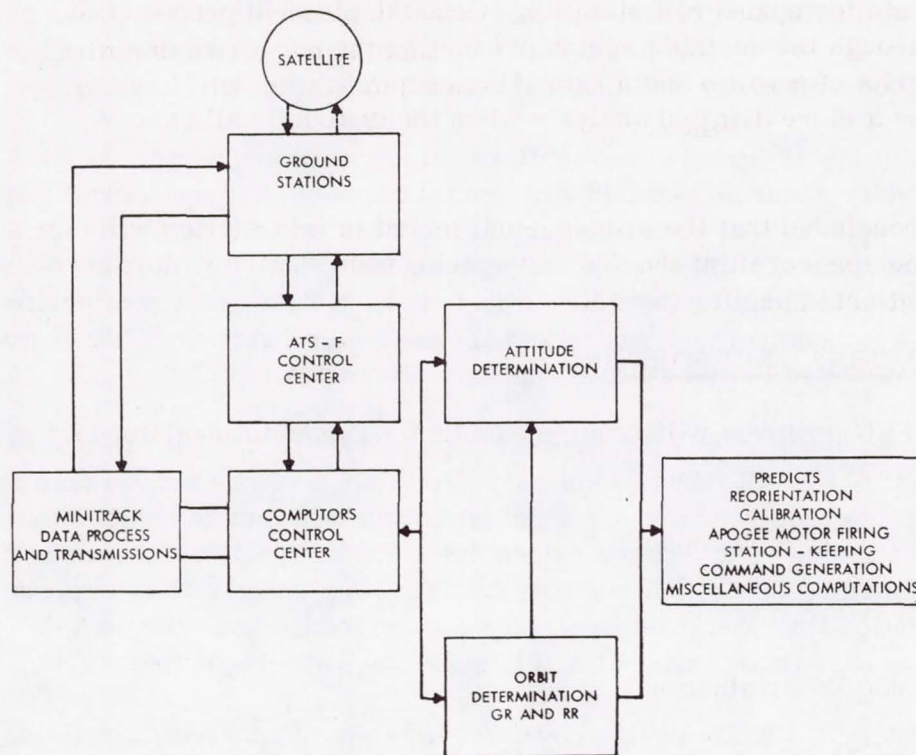 SATELLITE
GROUND
STATIONS
ATS - F
CONTROL
CENTER
ATTITUDE
DETERMINATION
MINITRACK
DATA PROCESS
AND TRANSMISSIONS
COMPUTORS
CONTROL
CENTER
PREDICTS
REORIENTATION
CALIBRATION
APOGEE MOTOR FIRING
STATION - KEEPING
COMMAND GENERATION
MISCELLANEOUS COMPUTATIONS
ORBIT
DETERMINATION
GR AND RR